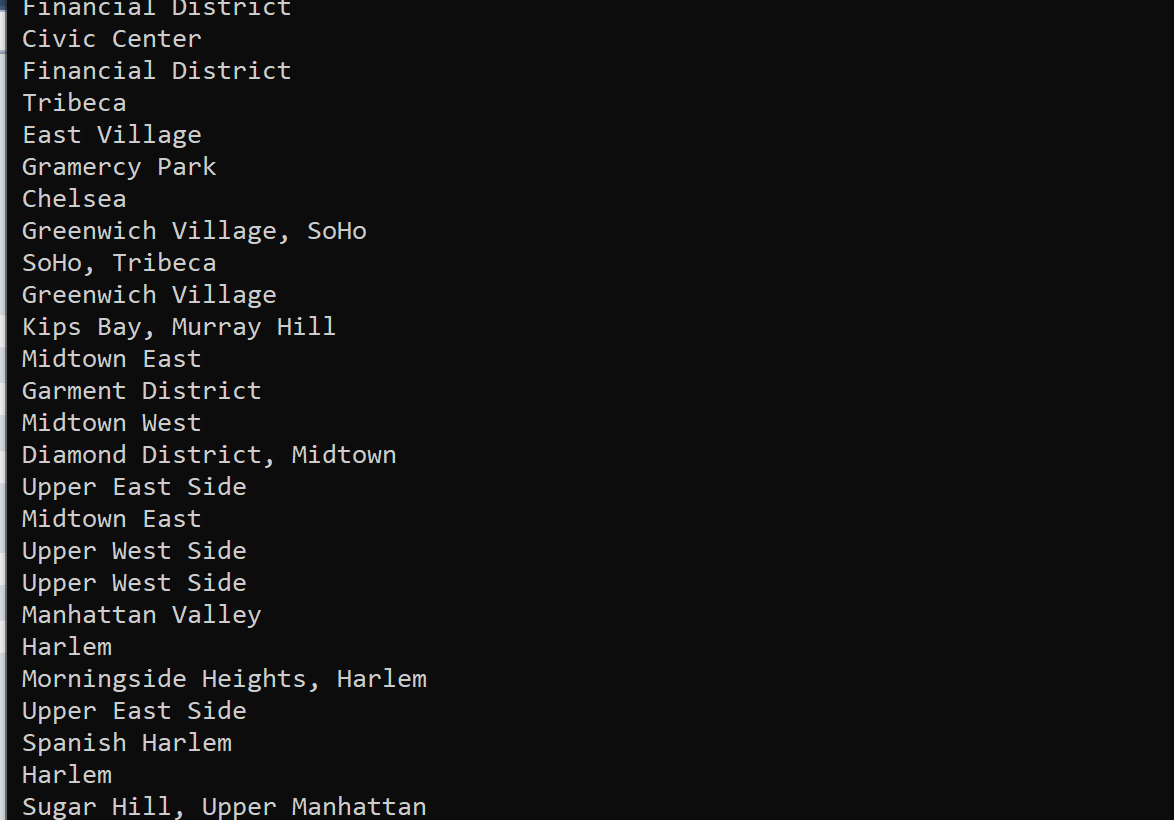 Financial District
Civic Center
Financial District
Tribeca
East Village
Gramercy Park
Chelsea
Greenwich Village, SoHo
SoHo, Tribeca
Greenwich Village
Kips Bay, Murray Hill
Midtown East
Garment District
Midtown West
Diamond District, Midtown
Upper East Side
Midtown East
Upper West Side
Upper West Side
Manhattan Valley
Harlem
Morningside Heights, Harlem
Upper East Side
Spanish Harlem
Harlem
Sugar Hill, Upper Manhattan